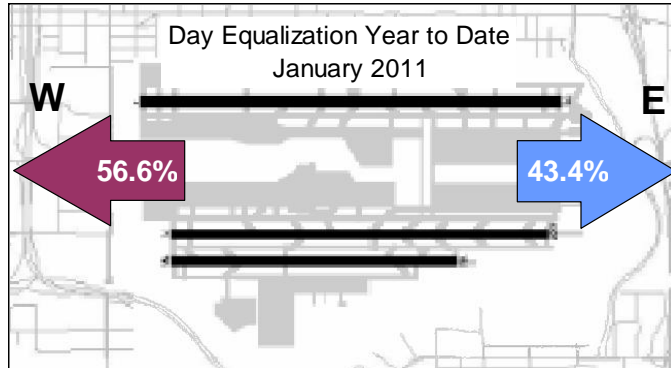 Day Equalization Year to Date
January 2011
W
E
56.6%
43.4%